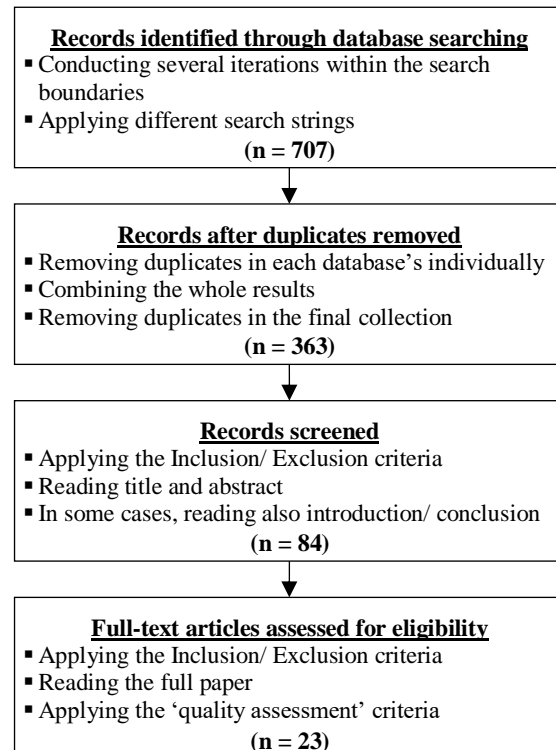 Records identified through database searching
▪ Conducting several iterations within the search
boundaries
▪ Applying different search strings
(n = 707)
Records after duplicates removed
▪ Removing duplicates in each database's individually
▪ Combining the whole results
▪ Removing duplicates in the final collection
(n = 363)
Records screened
▪ Applying the Inclusion/ Exclusion criteria
▪ Reading title and abstract
▪ In some cases, reading also introduction/ conclusion
(n = 84)
Full-text articles assessed for eligibility
▪ Applying the Inclusion/ Exclusion criteria
▪ Reading the full paper
▪ Applying the ‘quality assessment’ criteria
(n = 23)